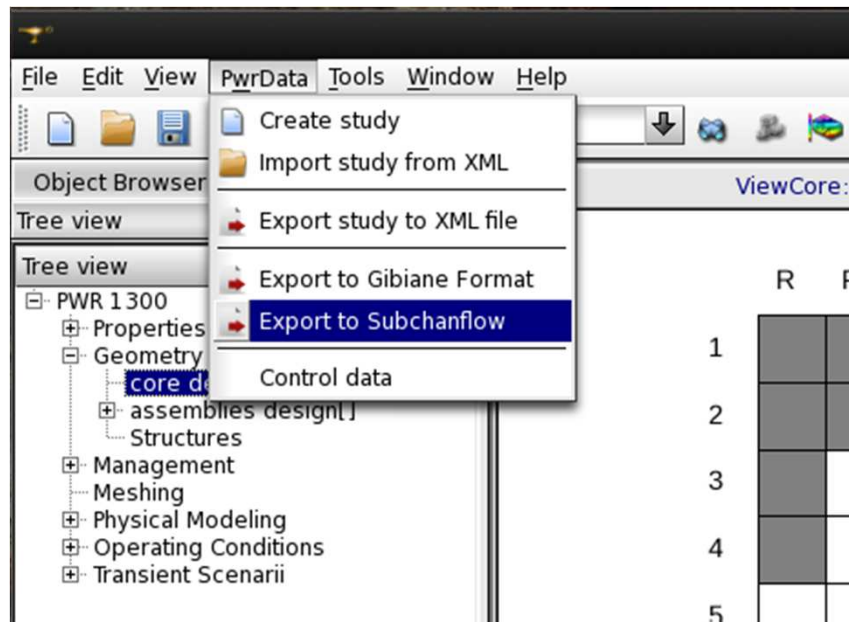 File Edit View PwrData Tools Window Help
Create study
Import study from XML
Export study to XML file
Export to Gibiane Format
Export to Subchanflow
Control data
Object Browser
ViewCore:
Tree view
Tree view
PWR 1300
Properties
Geometry
core de
assemblies design[]
Structures
Management
Meshing
Physical Modeling
Operating Conditions
Transient Scenarii
R
1
2
3
4
5